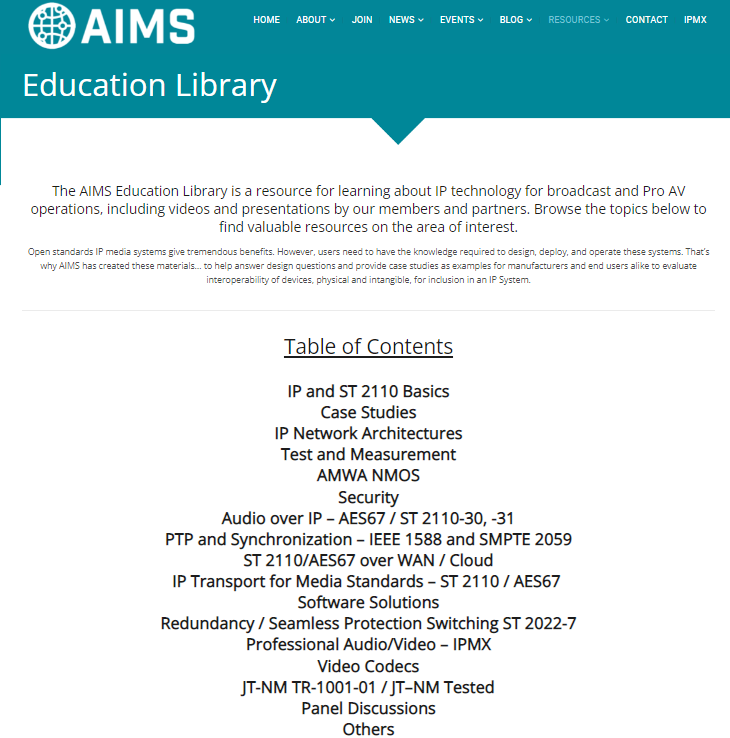 AIMS
HOME ABOUT JOIN NEWS EVENTS BLOG RESOURCES CONTACT IPMX
Education Library
The AIMS Education Library is a resource for learning about IP technology for broadcast and Pro AV
operations, including videos and presentations by our members and partners. Browse the topics below to
find valuable resources on the area of interest.
Open standards IP media systems give tremendous benefits. However, users need to have the knowledge required to design, deploy, and operate these systems. That's
why AIMS has created these materials... to help answer design questions and provide case studies as examples for manufacturers and end users alike to evaluate
interoperability of devices, physical and intangible, for inclusion in an IP System.
Table of Contents
IP and ST 2110 Basics
Case Studies
IP Network Architectures
Test and Measurement
AMWA NMOS
Security
Audio over IP – AES67 / ST 2110-30, -31
PTP and Synchronization – IEEE 1588 and SMPTE 2059
ST 2110/AES67 over WAN / Cloud
IP Transport for Media Standards – ST 2110 / AES67
Software Solutions
Redundancy / Seamless Protection Switching ST 2022-7
Professional Audio/Video – IPMX
Video Codecs
JT-NM TR-1001-01 / JT–NM Tested
Panel Discussions
Others